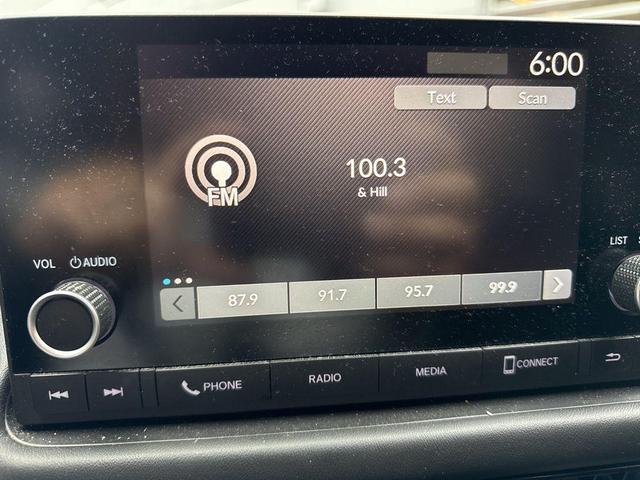 6:00
Text Scan
FM
100.3
& Hill
VOL AUDIO
LIST
87.9 91.7 95.7 99.9
PHONE RADIO MEDIA CONNECT